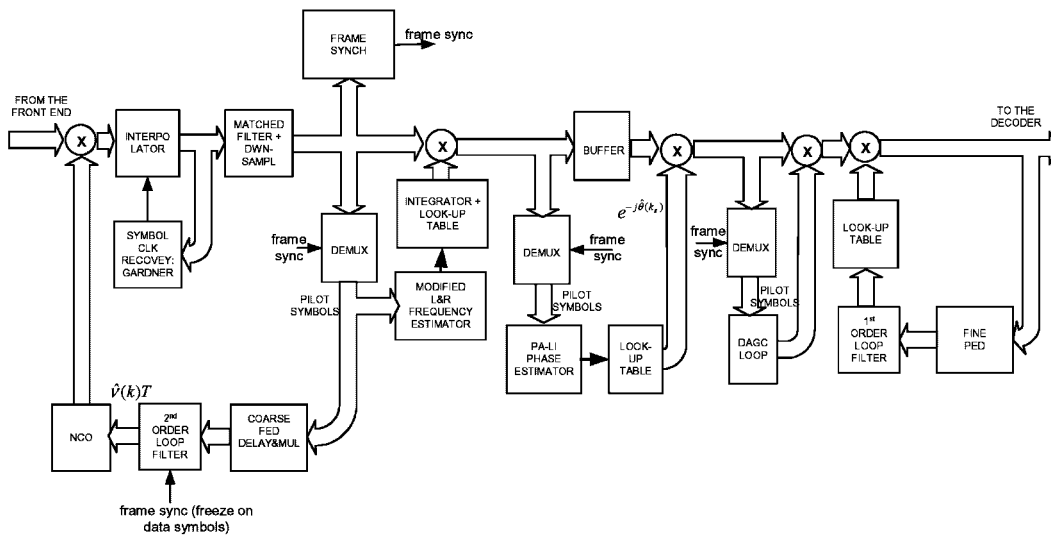 FRAME
SYNCH
frame sync
frame sync
FROM THE
FRONT END
X
INTERPO
LATOR
MATCHED
FILTER +
DWN-
SAMPL
X
BUFFER
X
X
X
TO THE
DECODER
SYMBOL
CLK
RECOVEY:
GARDNER
INTEGRATOR +
LOOK-UP
TABLE
frame
sync
DEMUX
PILOT
SYMBOLS
MODIFIED
L&R
FREQUENCY
ESTIMATOR
DEMUX
frame
sync
PILOT
SYMBOLS
PA-LI
PHASE
ESTIMATOR
LOOK-
UP
TABLE
e^{-j\hat{θ}(k_s)}
frame
sync
DEMUX
PILOT
SYMBOLS
DAGC
LOOP
LOOK-UP
TABLE
1st
ORDER
LOOP
FILTER
FINE
PED
ν̂(k)T
NCO
2nd
ORDER
LOOP
FILTER
COARSE
FED
DELAY&MUL
frame sync (freeze on
data symbols)